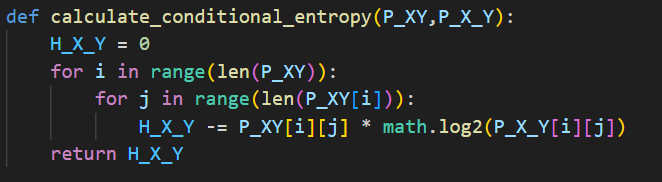 def calculate_conditional_entropy(P_XY,P_X_Y):
    H_X_Y = 0
    for i in range(len(P_XY)):
        for j in range(len(P_XY[i])):
            H_X_Y -= P_XY[i][j] * math.log2(P_X_Y[i][j])
    return H_X_Y